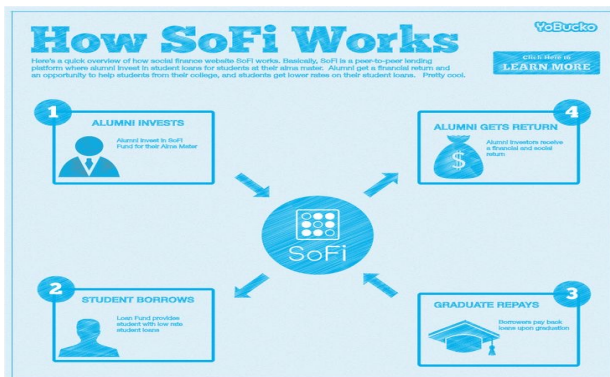 How SoFi Works
YoBucko
Here's a quick overview of how social finance website SoFi works. Basically, SoFi is a peer-to-peer lending
platform where alumni invest in student loans for students at their alma mater. Alumni get a financial return and
an opportunity to help students from their college, and students get lower rates on their student loans. Pretty cool.
Click Here to
LEARN MORE
1
ALUMNI INVESTS
Alumni Invest in SoFi
Fund for their Alma Mater
4
ALUMNI GETS RETURN
Alumni investors receive
a financial and social
return
$
SoFi
2
STUDENT BORROWS
Loan Fund provides
student with low rate
student loans
3
GRADUATE REPAYS
Borrowers pay back
loans upon graduation